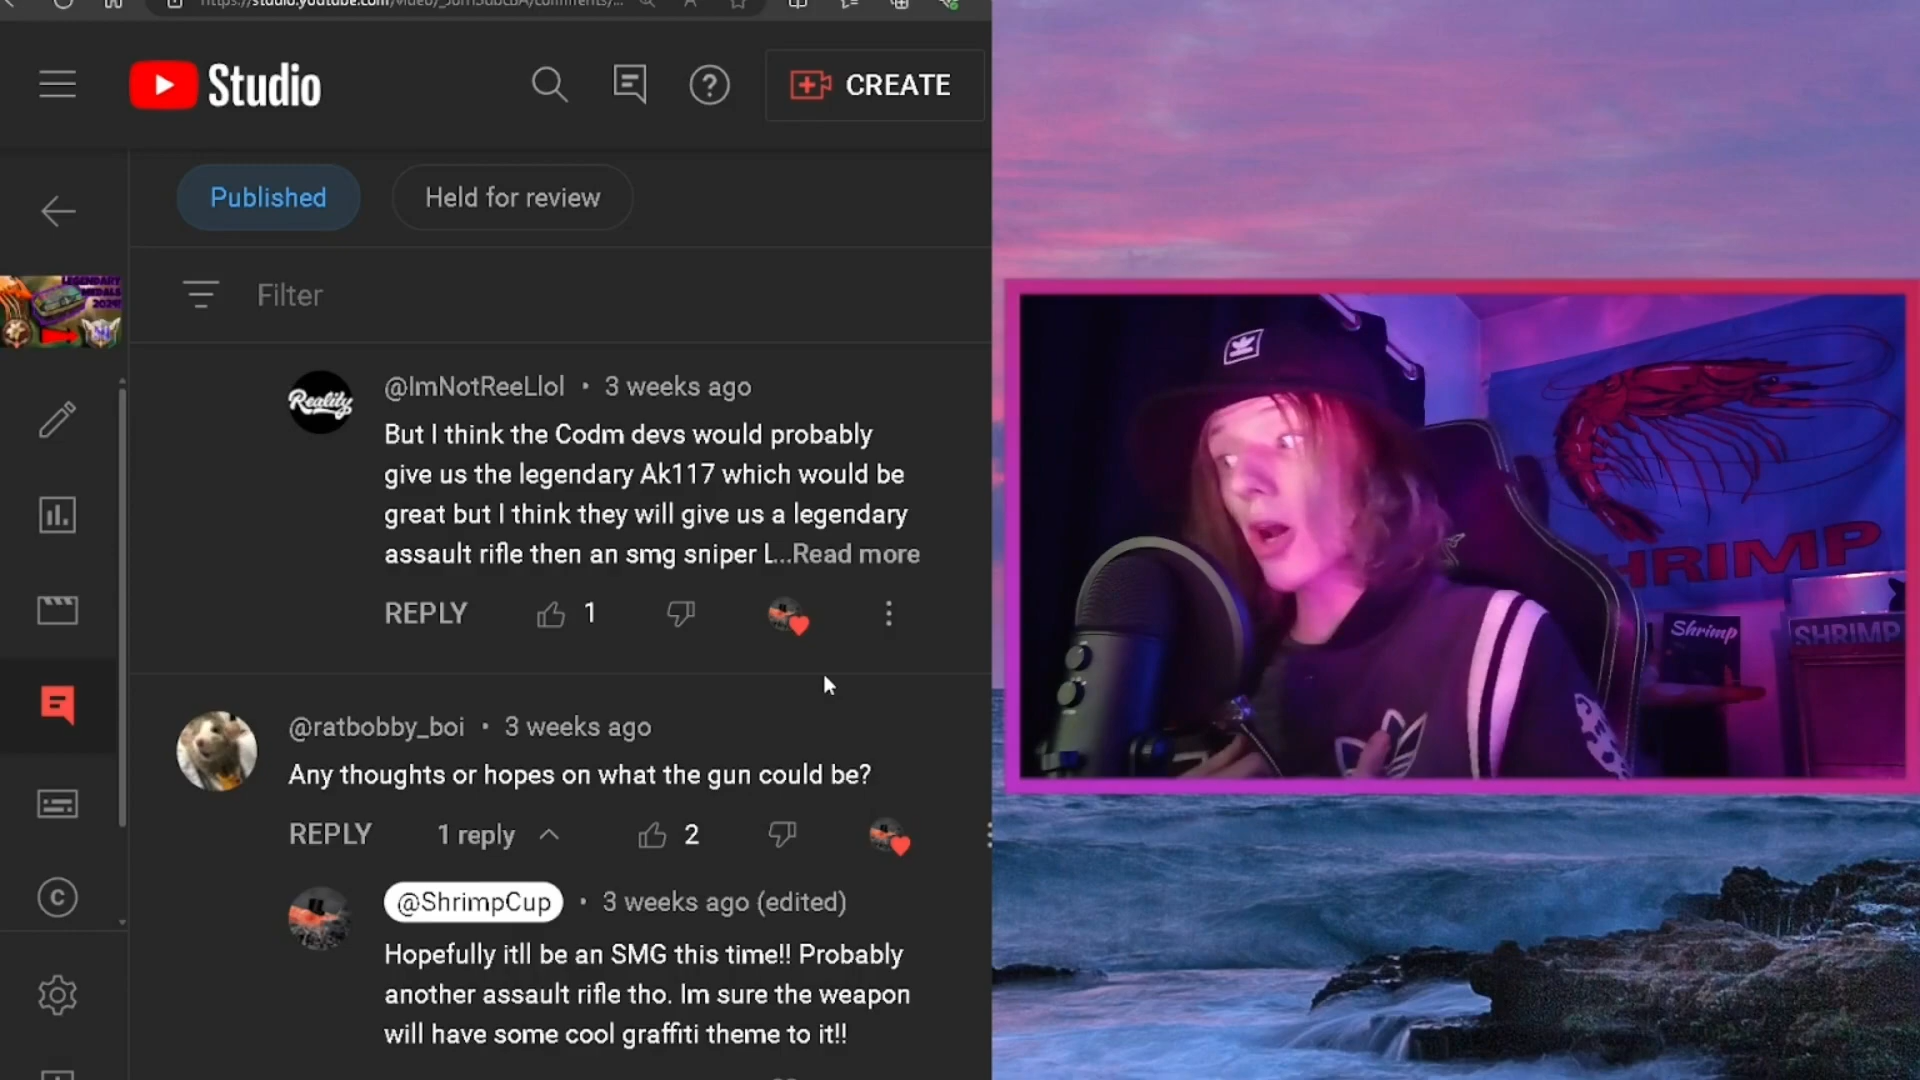 Studio
CREATE
Published
Held for review
Filter
LEGENDARY
MEDALS
2024
Reality
@ImNotReeLlol • 3 weeks ago
But I think the Codm devs would probably
give us the legendary Ak117 which would be
great but I think they will give us a legendary
assault rifle then an smg sniper L...Read more
REPLY 1
@ratbobby_boi • 3 weeks ago
Any thoughts or hopes on what the gun could be?
REPLY 1 reply 2
@ShrimpCup • 3 weeks ago (edited)
Hopefully itll be an SMG this time!! Probably
another assault rifle tho. Im sure the weapon
will have some cool graffiti theme to it!!
SHRIMP
Shrimp
SHRIMP